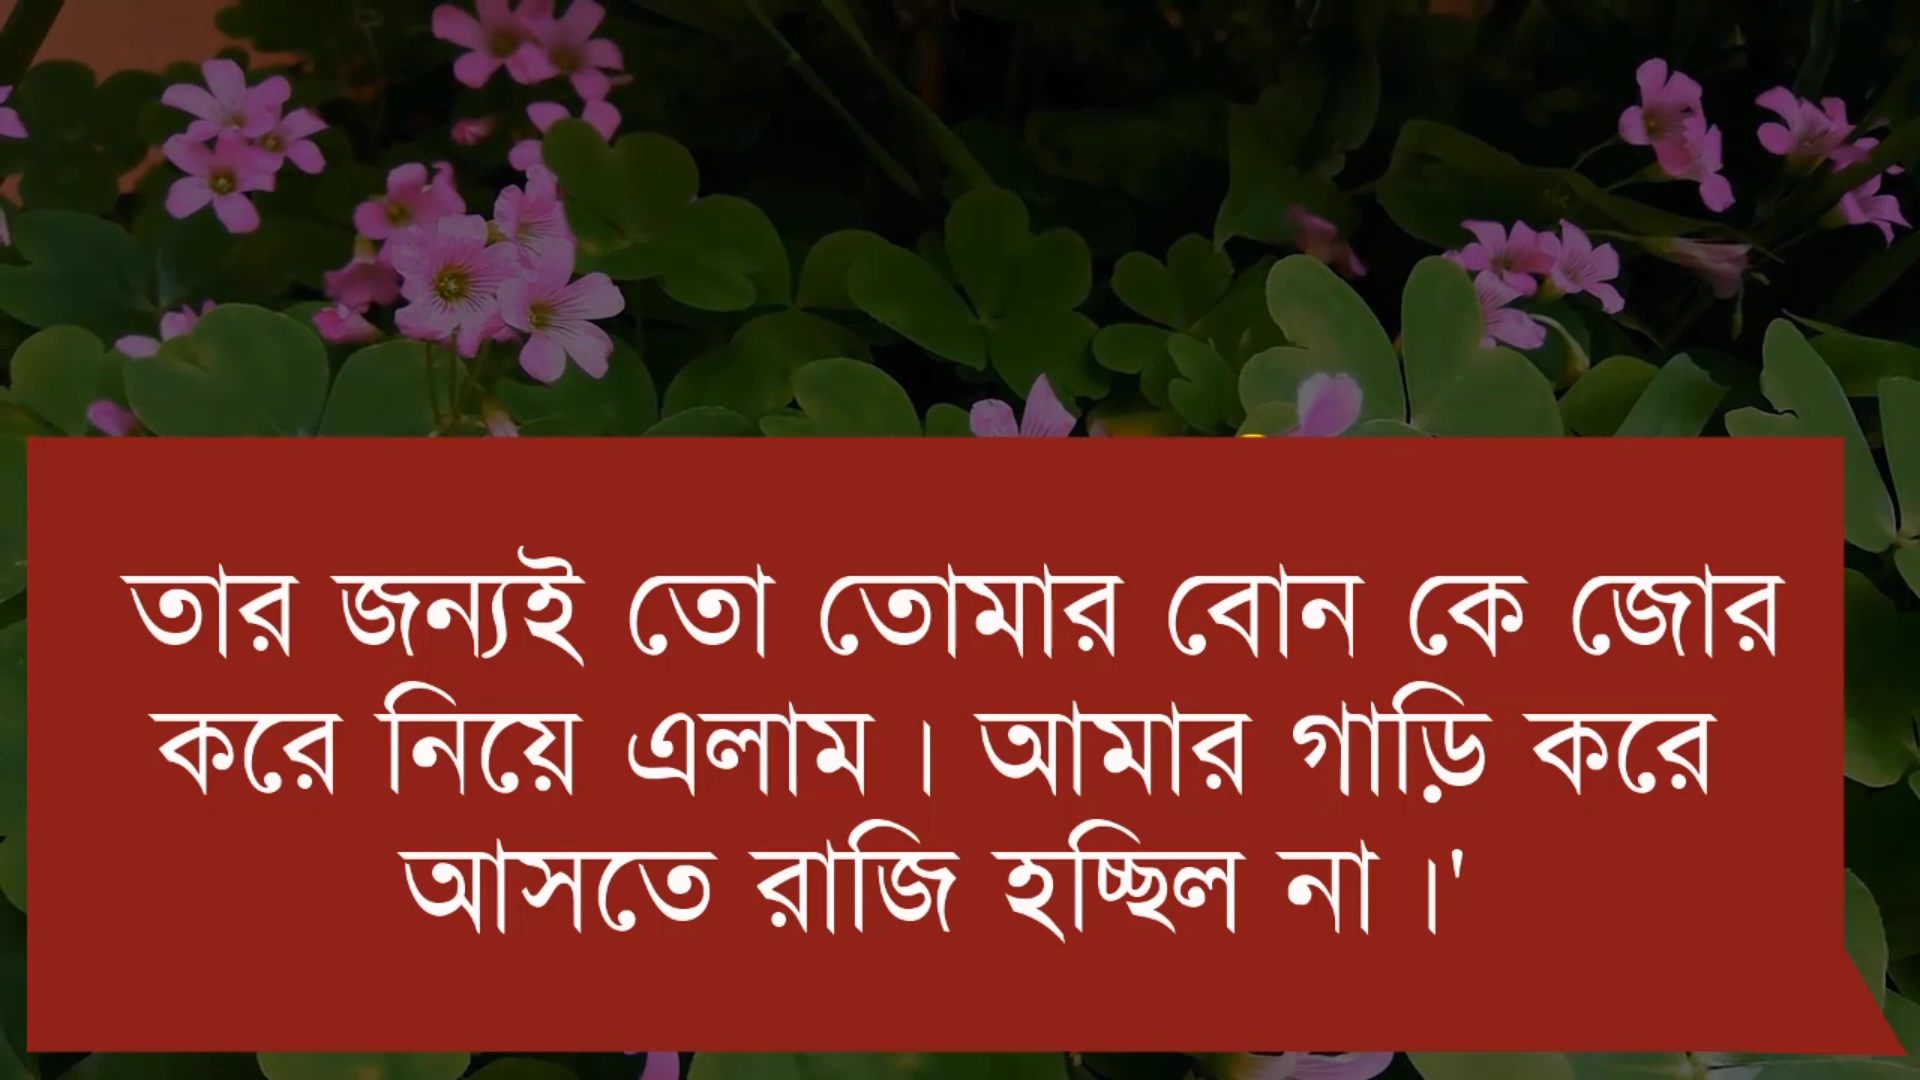 তার জন্যই তো তোমার বোন কে জোর
করে নিয়ে এলাম। আমার গাড়ি করে
আসতে রাজি হচ্ছিল না।'